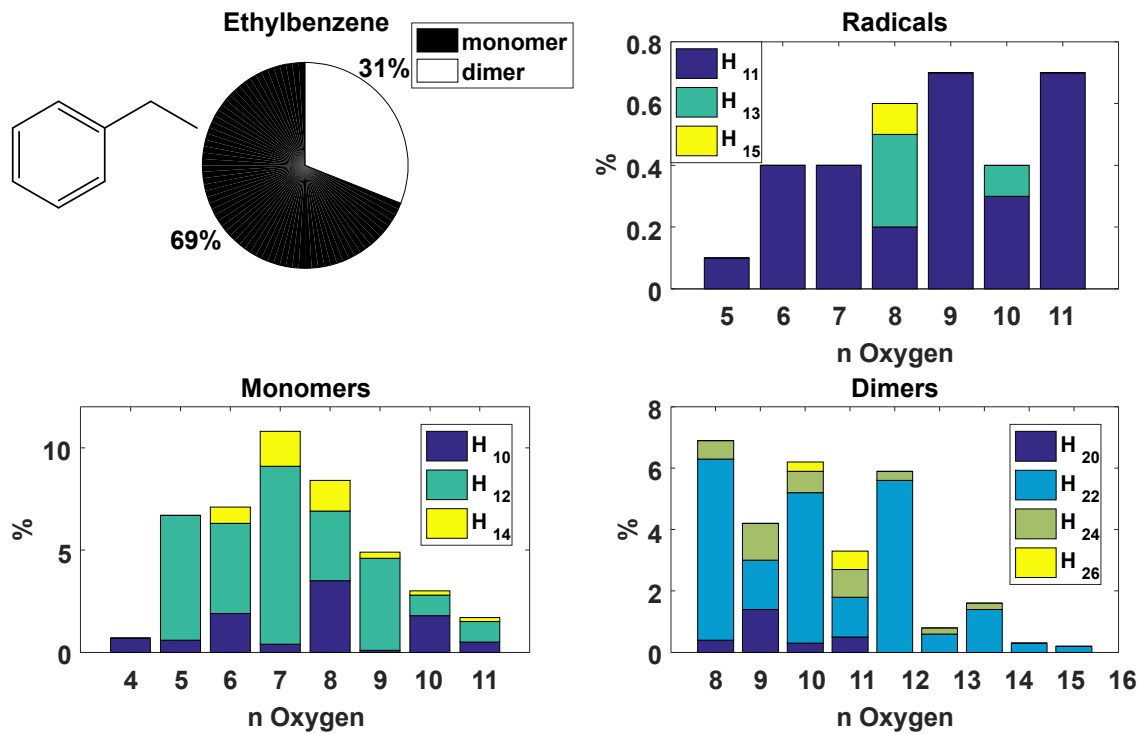 Ethylbenzene
monomer
dimer
31%
69%
Radicals
0.8
0.6
0.4
0.2
0
%
H 11
H 13
H 15
5 6 7 8 9 10 11
n Oxygen
Monomers
10
5
0
%
H 10
H 12
H 14
4 5 6 7 8 9 10 11
n Oxygen
Dimers
8
6
4
2
0
%
H 20
H 22
H 24
H 26
8 9 10 11 12 13 14 15 16
n Oxygen